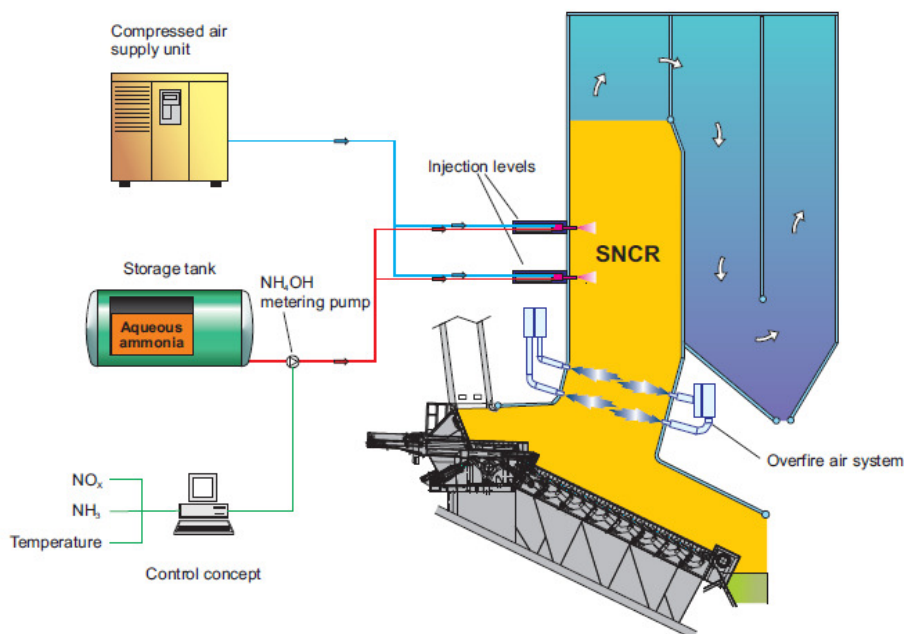 Compressed air
supply unit
Injection levels
SNCR
Storage tank
NH₄OH
metering pump
Aqueous
ammonia
Overfire air system
NOₓ
NH₃
Temperature
Control concept